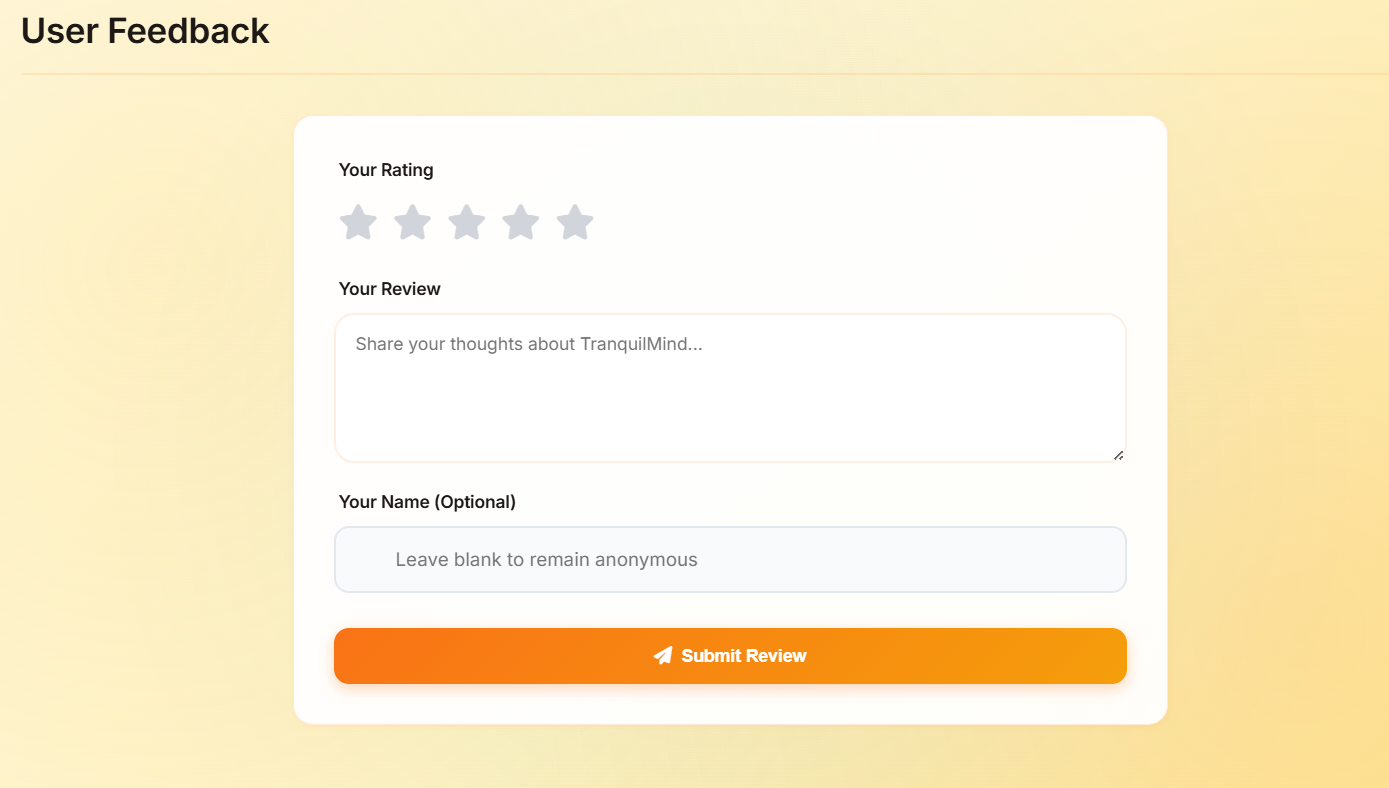 User Feedback
Your Rating
Your Review
Share your thoughts about TranquilMind...
Your Name (Optional)
Leave blank to remain anonymous
Submit Review